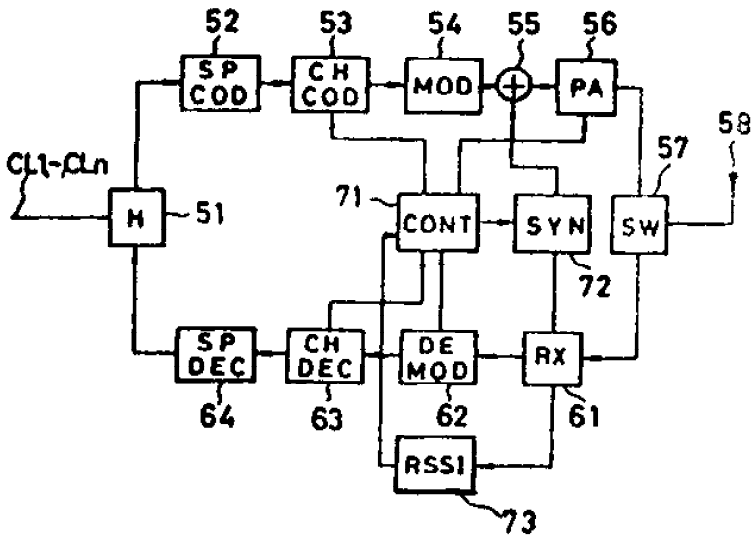 52 53 54 55 56
SP COD
CH COD
MOD
+
PA
58
57
CL1-CLn
H
51
71
CONT
SYN
SW
72
SP DEC
CH DEC
DE MOD
RX
64 63 62 61
RSSI
73